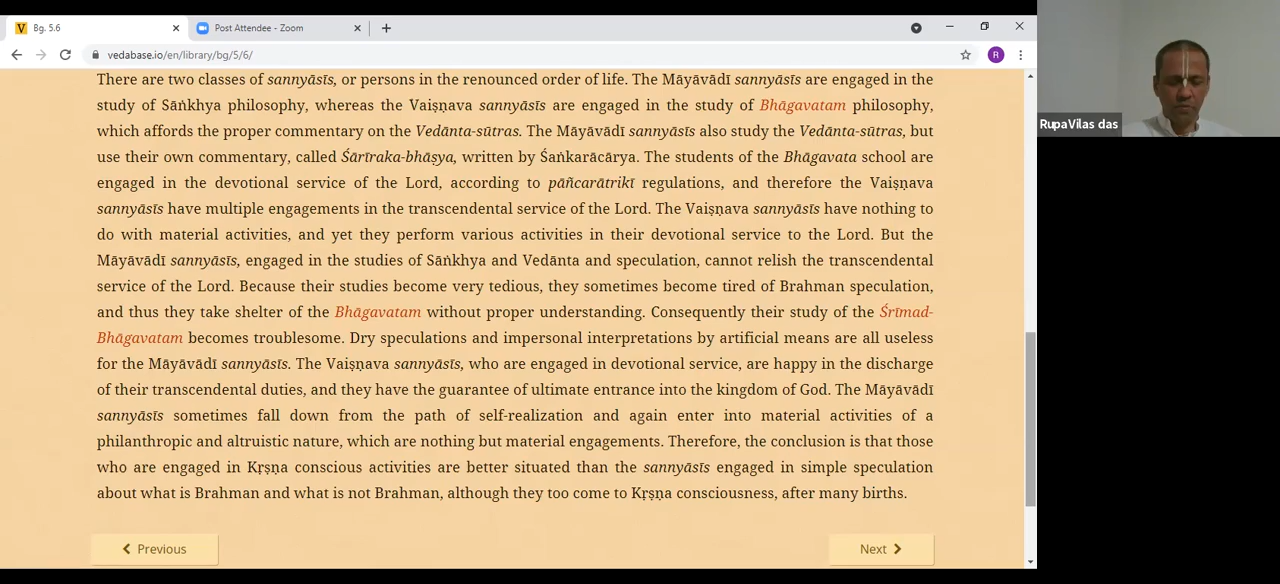 Bg. 5.6
Post Attendee - Zoom
vedabase.io/en/library/bg/5/6/
R
There are two classes of sannyāsīs, or persons in the renounced order of life. The Māyāvādī sannyāsīs are engaged in the
study of Sāṅkhya philosophy, whereas the Vaiṣṇava sannyāsīs are engaged in the study of Bhāgavatam philosophy,
which affords the proper commentary on the Vedānta-sūtras. The Māyāvādī sannyāsīs also study the Vedānta-sūtras, but
use their own commentary, called Śārīraka-bhāṣya, written by Śaṅkarācārya. The students of the Bhāgavata school are
engaged in the devotional service of the Lord, according to pāñcarātrikī regulations, and therefore the Vaiṣṇava
sannyāsīs have multiple engagements in the transcendental service of the Lord. The Vaiṣṇava sannyāsīs have nothing to
do with material activities, and yet they perform various activities in their devotional service to the Lord. But the
Māyāvādī sannyāsīs, engaged in the studies of Sāṅkhya and Vedānta and speculation, cannot relish the transcendental
service of the Lord. Because their studies become very tedious, they sometimes become tired of Brahman speculation,
and thus they take shelter of the Bhāgavatam without proper understanding. Consequently their study of the Śrīmad-
Bhāgavatam becomes troublesome. Dry speculations and impersonal interpretations by artificial means are all useless
for the Māyāvādī sannyāsīs. The Vaiṣṇava sannyāsīs, who are engaged in devotional service, are happy in the discharge
of their transcendental duties, and they have the guarantee of ultimate entrance into the kingdom of God. The Māyāvādī
sannyāsīs sometimes fall down from the path of self-realization and again enter into material activities of a
philanthropic and altruistic nature, which are nothing but material engagements. Therefore, the conclusion is that those
who are engaged in Kṛṣṇa conscious activities are better situated than the sannyāsīs engaged in simple speculation
about what is Brahman and what is not Brahman, although they too come to Kṛṣṇa consciousness, after many births.
Previous
Next
RupaVilas das